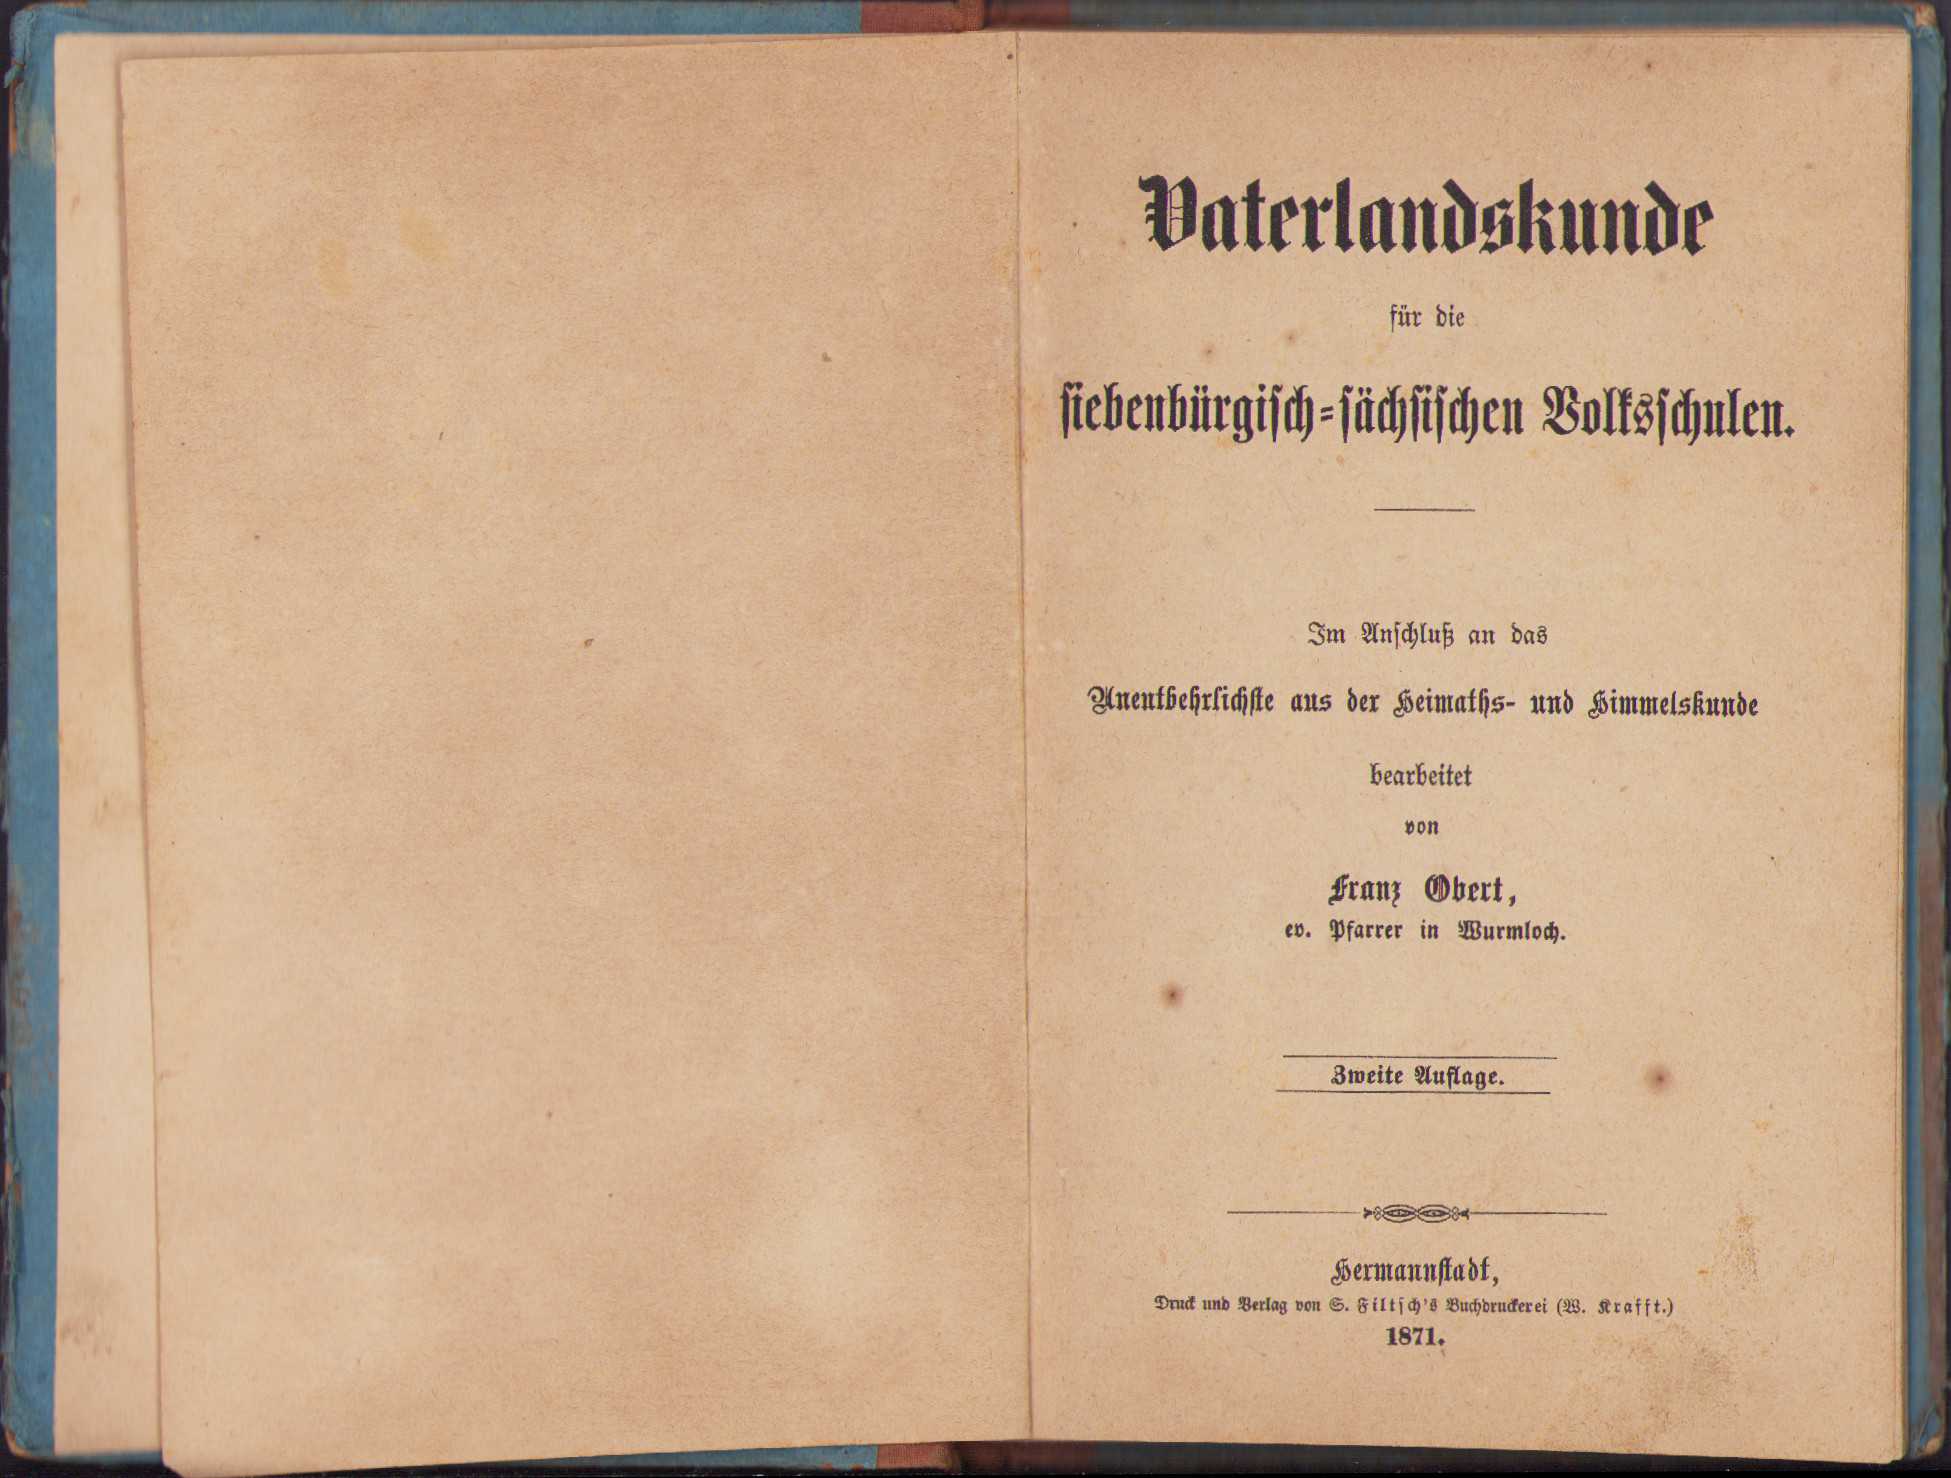 Vaterlandskunde
für die
siebenbürgisch-sächsischen Volksschulen.
Im Anschluß an das
Unentbehrlichste aus der Heimaths- und Himmelskunde
bearbeitet
von
Franz Obert,
ev. Pfarrer in Wurmloch.
Zweite Auflage.
Hermannstadt,
Druck und Verlag von S. Filtsch's Buchdruckerei (W. Krafft.)
1871.